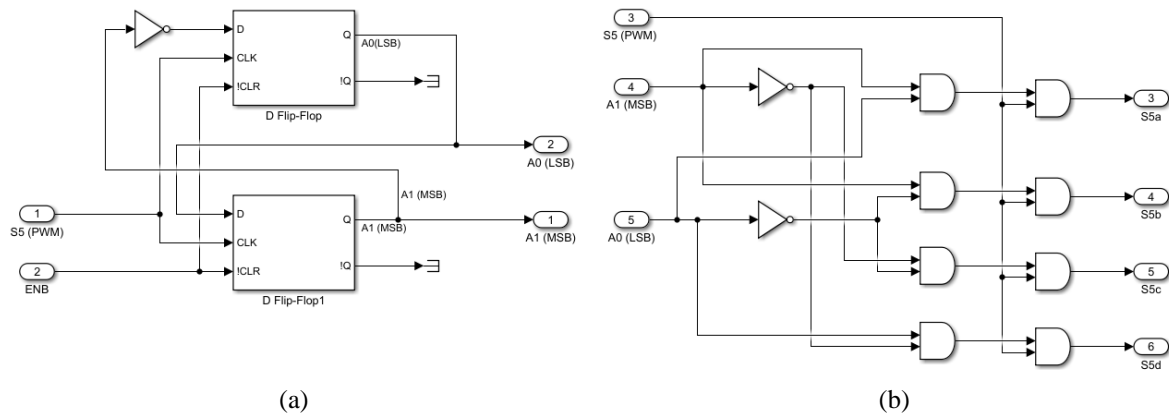 D
CLK
!CLR
Q
!Q
A0(LSB)
D Flip-Flop
2
A0 (LSB)
A1 (MSB)
D
CLK
!CLR
Q
!Q
A1 (MSB)
D Flip-Flop1
1
S5 (PWM)
2
ENB
1
A1 (MSB)
(a)
3
S5 (PWM)
4
A1 (MSB)
5
A0 (LSB)
3
S5a
4
S5b
5
S5c
6
S5d
(b)